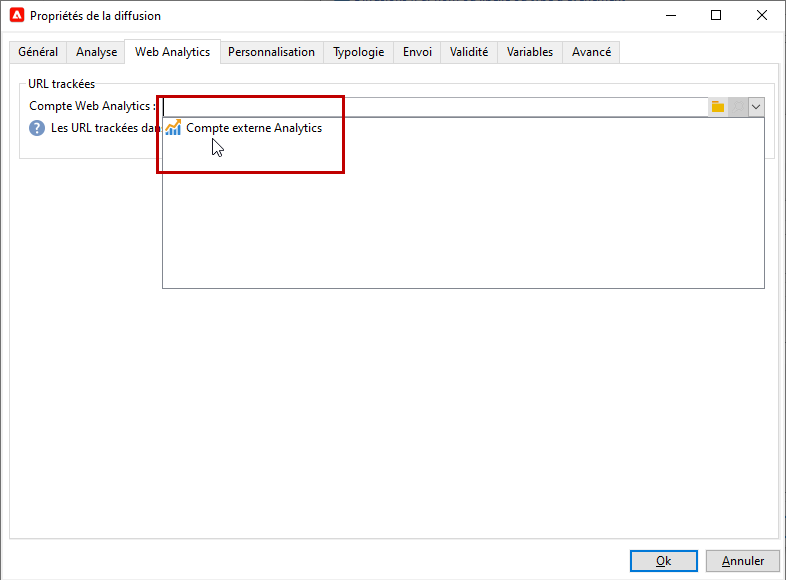 Propriétés de la diffusion
Général Analyse Web Analytics Personnalisation Typologie Envoi Validité Variables Avancé
URL trackées
Compte Web Analytics :
Les URL trackées dan
Compte externe Analytics
Ok Annuler